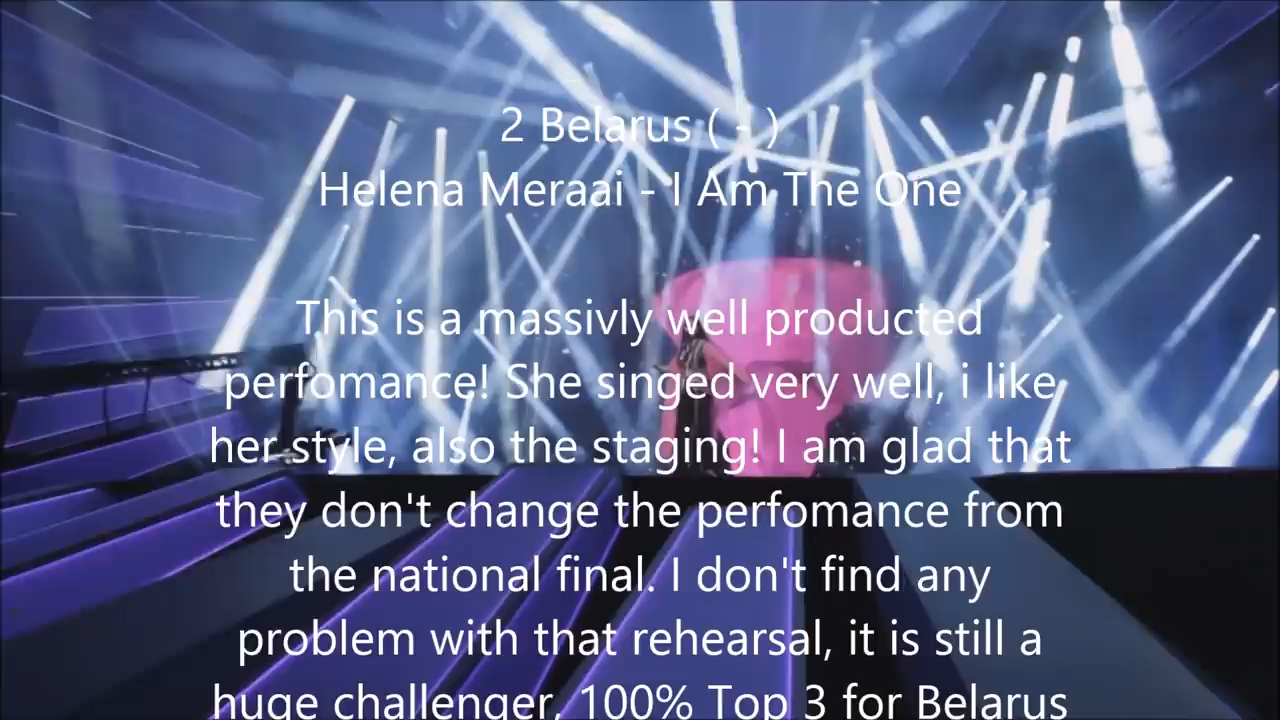 2 Belarus ( - )
Helena Meraai - I Am The One
This is a massivly well producted
perfomance! She singed very well, i like
her style, also the staging! I am glad that
they don't change the perfomance from
the national final. I don't find any
problem with that rehearsal, it is still a
huge challenger, 100% Top 3 for Belarus